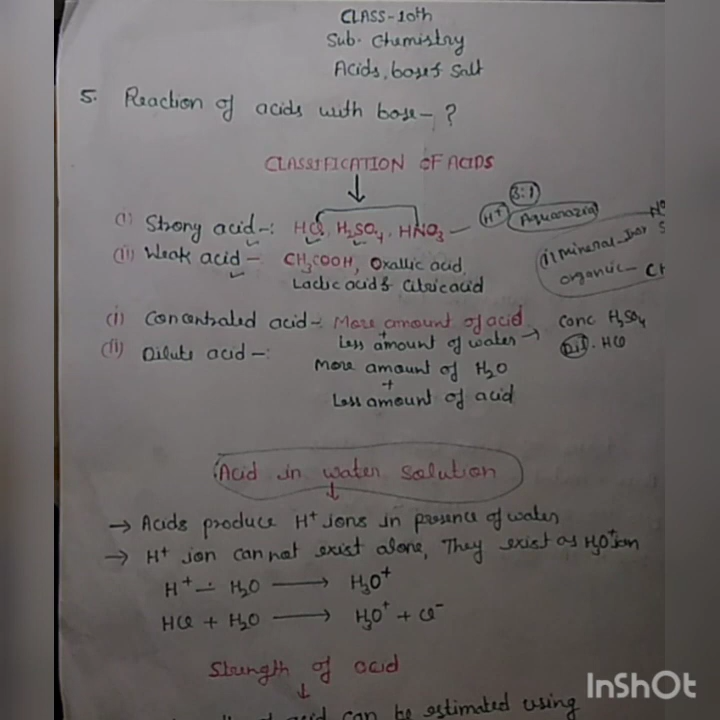 CLASS-10th
Sub- Chemistry
Acids, bases & Salt
5. Reaction of acids with base- ?
CLASSIFICATION OF ACIDS
(i) Strong acid-: HCl, H₂SO₄, HNO₃ - H⁺ 3:1
(ii) Weak acid-: CH₃COOH, Oxallic acid,
Lactic acid & Citric acid
(i) mineral-
organic-
(i) Concentrated acid-: More amount of acid
+
Less amount of water → Conc H₂SO₄
(ii) Dilute acid-: Dil. HCl
More amount of H₂O
+
Less amount of acid
Acid in water solution
→ Acids produce H⁺ ions in presence of water
→ H⁺ ion can not exist alone, They exist as H₃O⁺ ion
H⁺ - H₂O → H₃O⁺
HCl + H₂O → H₃O⁺ + Cl⁻
Strength of acid
acid can be estimated using
InShOt